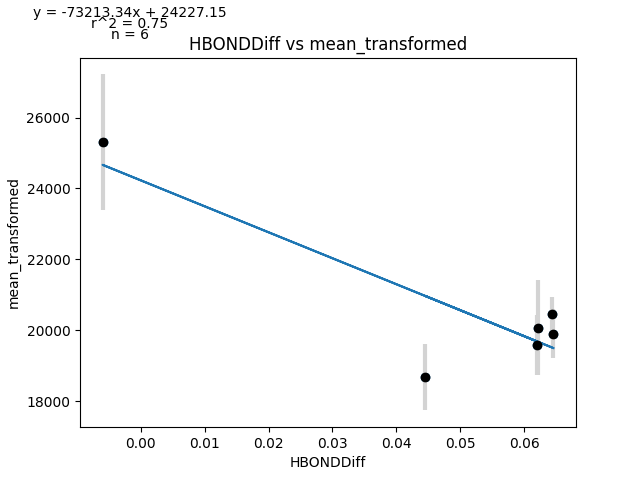 y = -73213.34x + 24227.15
r^2 = 0.75
n = 6
HBONDDiff vs mean_transformed
26000
24000
22000
20000
18000
mean_transformed
0.00 0.01 0.02 0.03 0.04 0.05 0.06
HBONDDiff